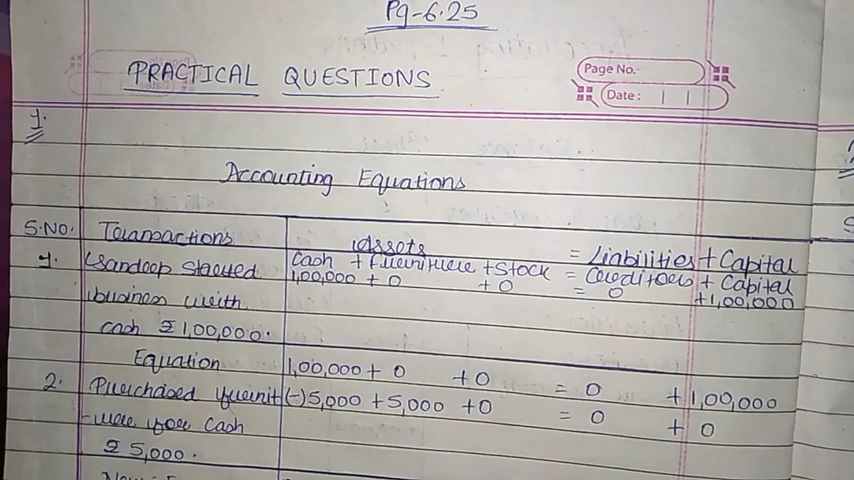 Pg-6.25
PRACTICAL QUESTIONS
Page No.
Date :
1.
Accounting Equations
S.NO. Transactions Assets = Liabilities + Capital
1. Sandeep started Cash + Furniture + Stock = Creditors + Capital
1,00,000 + 0 + 0 = 0 + 1,00,000
business with
cash ₹ 1,00,000.
Equation 1,00,000 + 0 + 0 = 0 + 1,00,000
2. Purchased furnit (-) 5,000 + 5,000 + 0 = 0 + 0
-ure for cash
₹ 5,000.